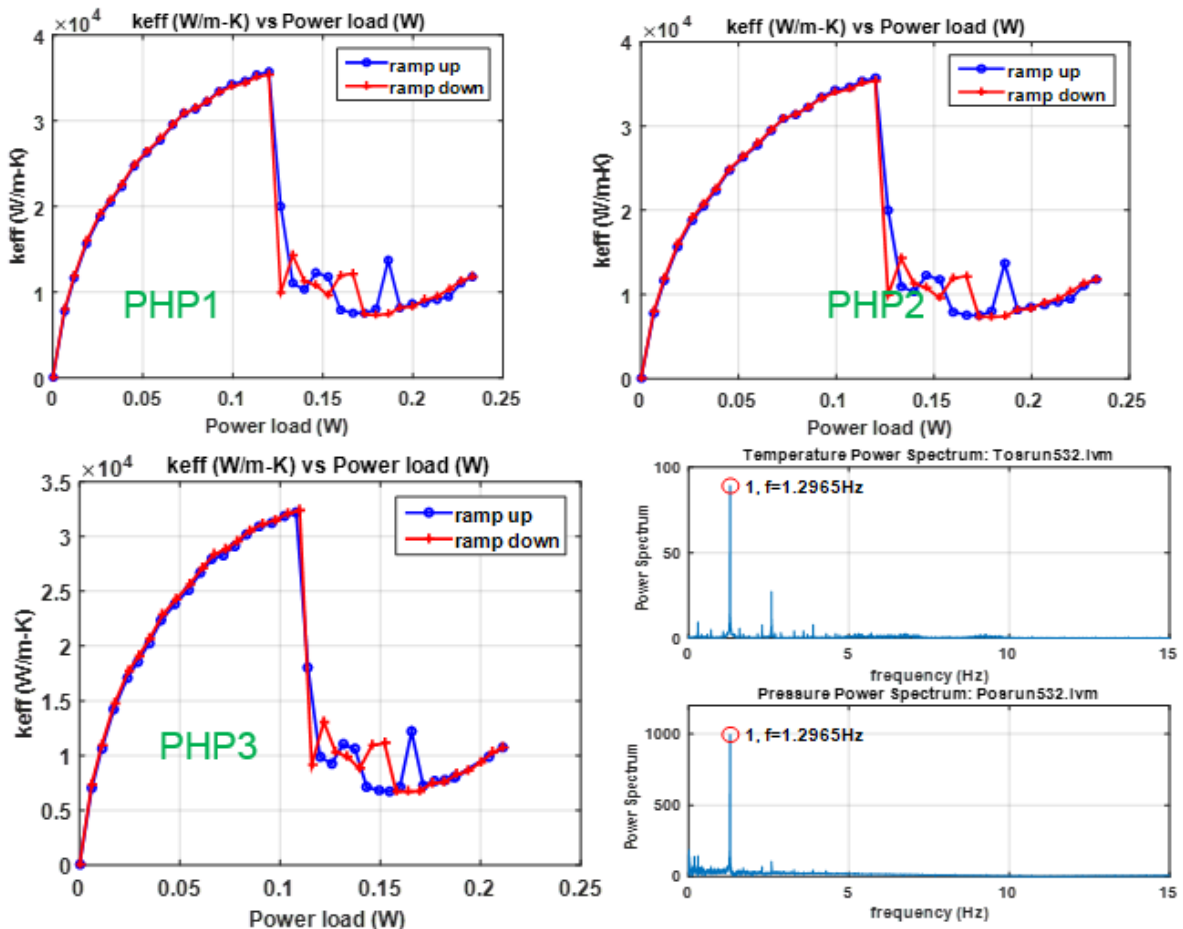 keff (W/m-K) vs Power load (W)
×10⁴
4
3
2
1
0
keff (W/m-K)
ramp up
ramp down
PHP1
0
0.05
0.1
0.15
0.2
0.25
Power load (W)
keff (W/m-K) vs Power load (W)
×10⁴
4
3
2
1
0
keff (W/m-K)
ramp up
ramp down
PHP2
0
0.05
0.1
0.15
0.2
0.25
Power load (W)
keff (W/m-K) vs Power load (W)
×10⁴
3.5
3
2.5
2
1.5
1
0.5
0
keff (W/m-K)
ramp up
ramp down
PHP3
0
0.05
0.1
0.15
0.2
0.25
Power load (W)
Temperature Power Spectrum: Tosrun532.lvm
100
50
0
Power Spectrum
1, f=1.2965Hz
0
5
10
15
frequency (Hz)
Pressure Power Spectrum: Posrun532.lvm
1000
500
0
Power Spectrum
1, f=1.2965Hz
0
5
10
15
frequency (Hz)